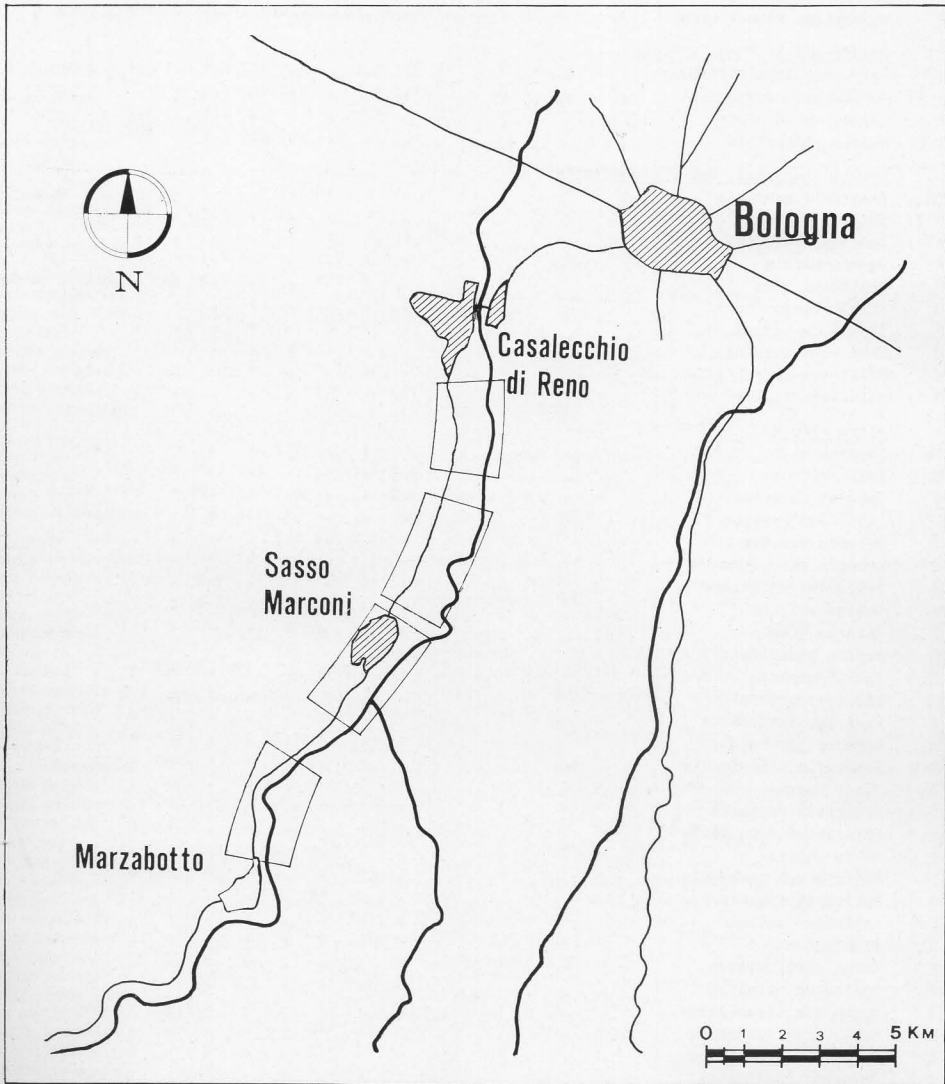 Bologna
N
Casalecchio
di Reno
Sasso
Marconi
Marzabotto
0 1 2 3 4 5 KM